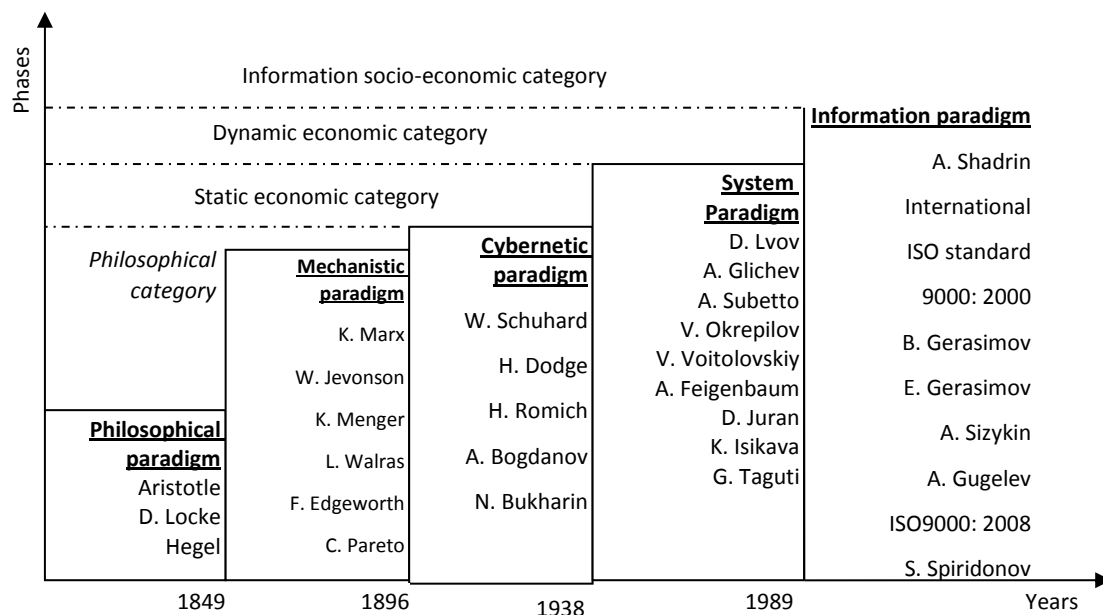 Phases
Information socio-economic category
Dynamic economic category
Static economic category
Philosophical
category
Philosophical
paradigm
Aristotle
D. Locke
Hegel
Mechanistic
paradigm
K. Marx
W. Jevonson
K. Menger
L. Walras
F. Edgeworth
C. Pareto
Cybernetic
paradigm
W. Schuhard
H. Dodge
H. Romich
A. Bogdanov
N. Bukharin
System
Paradigm
D. Lvov
A. Glichev
A. Subetto
V. Okrepilov
V. Voitolovskiy
A. Feigenbaum
D. Juran
K. Isikava
G. Taguti
Information paradigm
A. Shadrin
International
ISO standard
9000: 2000
B. Gerasimov
E. Gerasimov
A. Sizykin
A. Gugelev
ISO9000: 2008
S. Spiridonov
1849
1896
1938
1989
Years